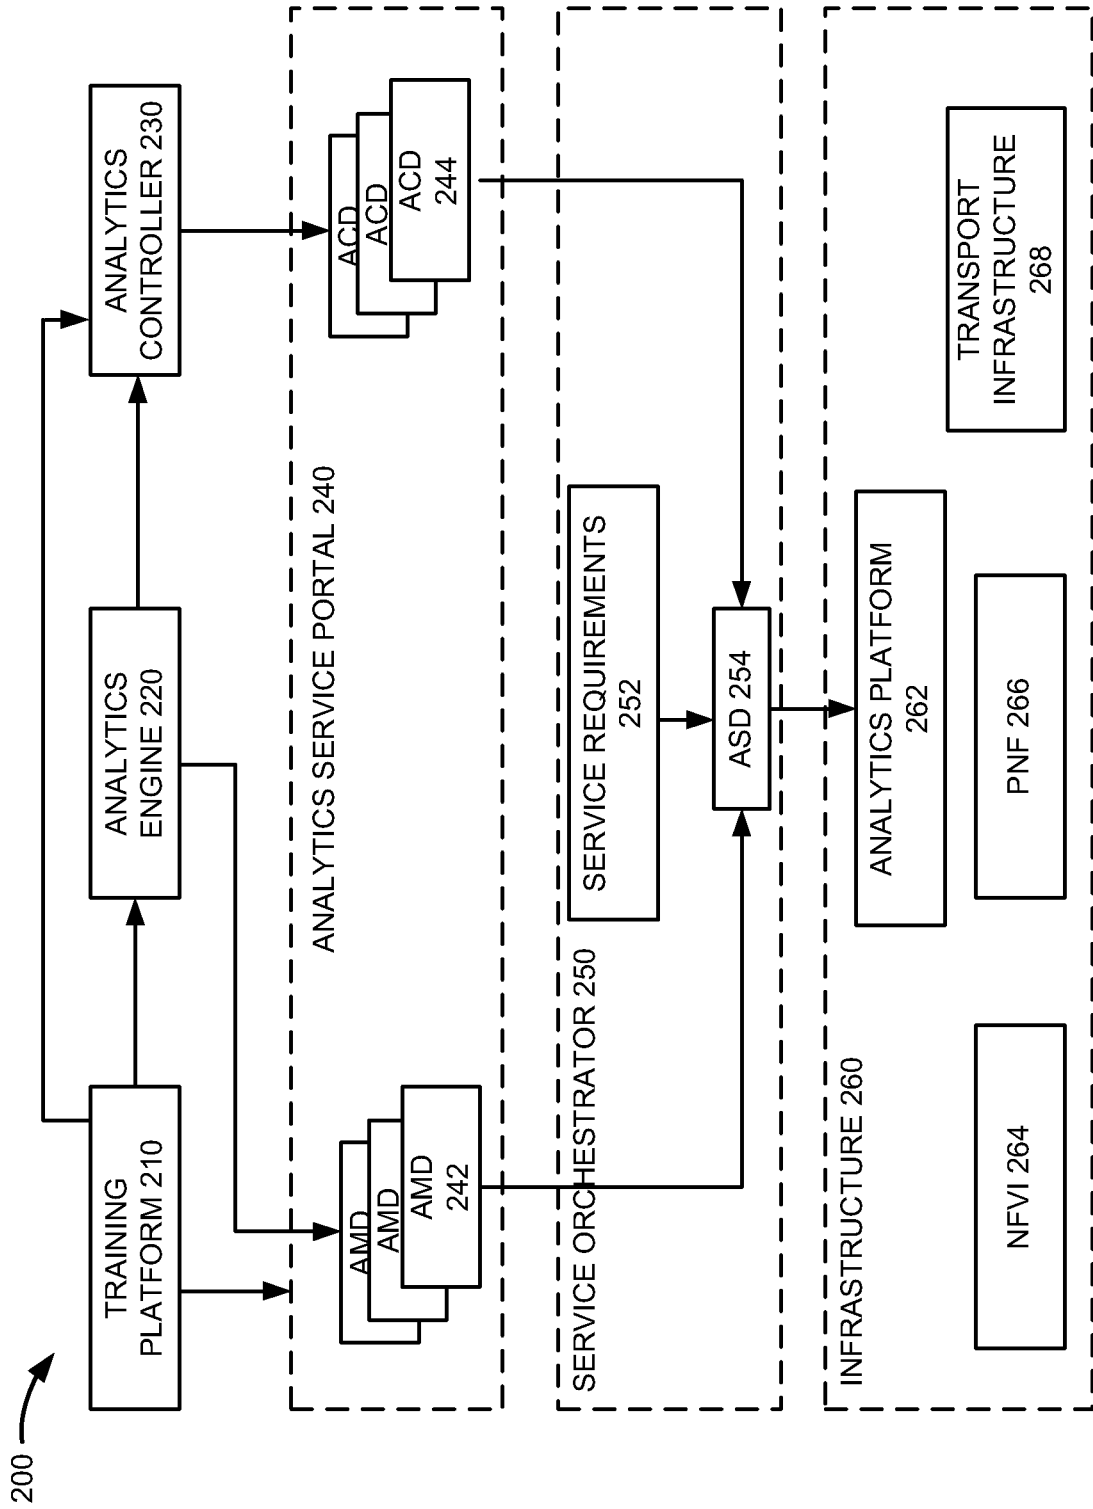 200
TRAINING
PLATFORM 210
ANALYTICS
ENGINE 220
ANALYTICS
CONTROLLER 230
ANALYTICS SERVICE PORTAL 240
AMD
AMD
AMD
242
ACD
ACD
ACD
244
SERVICE ORCHESTRATOR 250
SERVICE REQUIREMENTS
252
ASD 254
INFRASTRUCTURE 260
ANALYTICS PLATFORM
262
NFVI 264
PNF 266
TRANSPORT
INFRASTRUCTURE
268